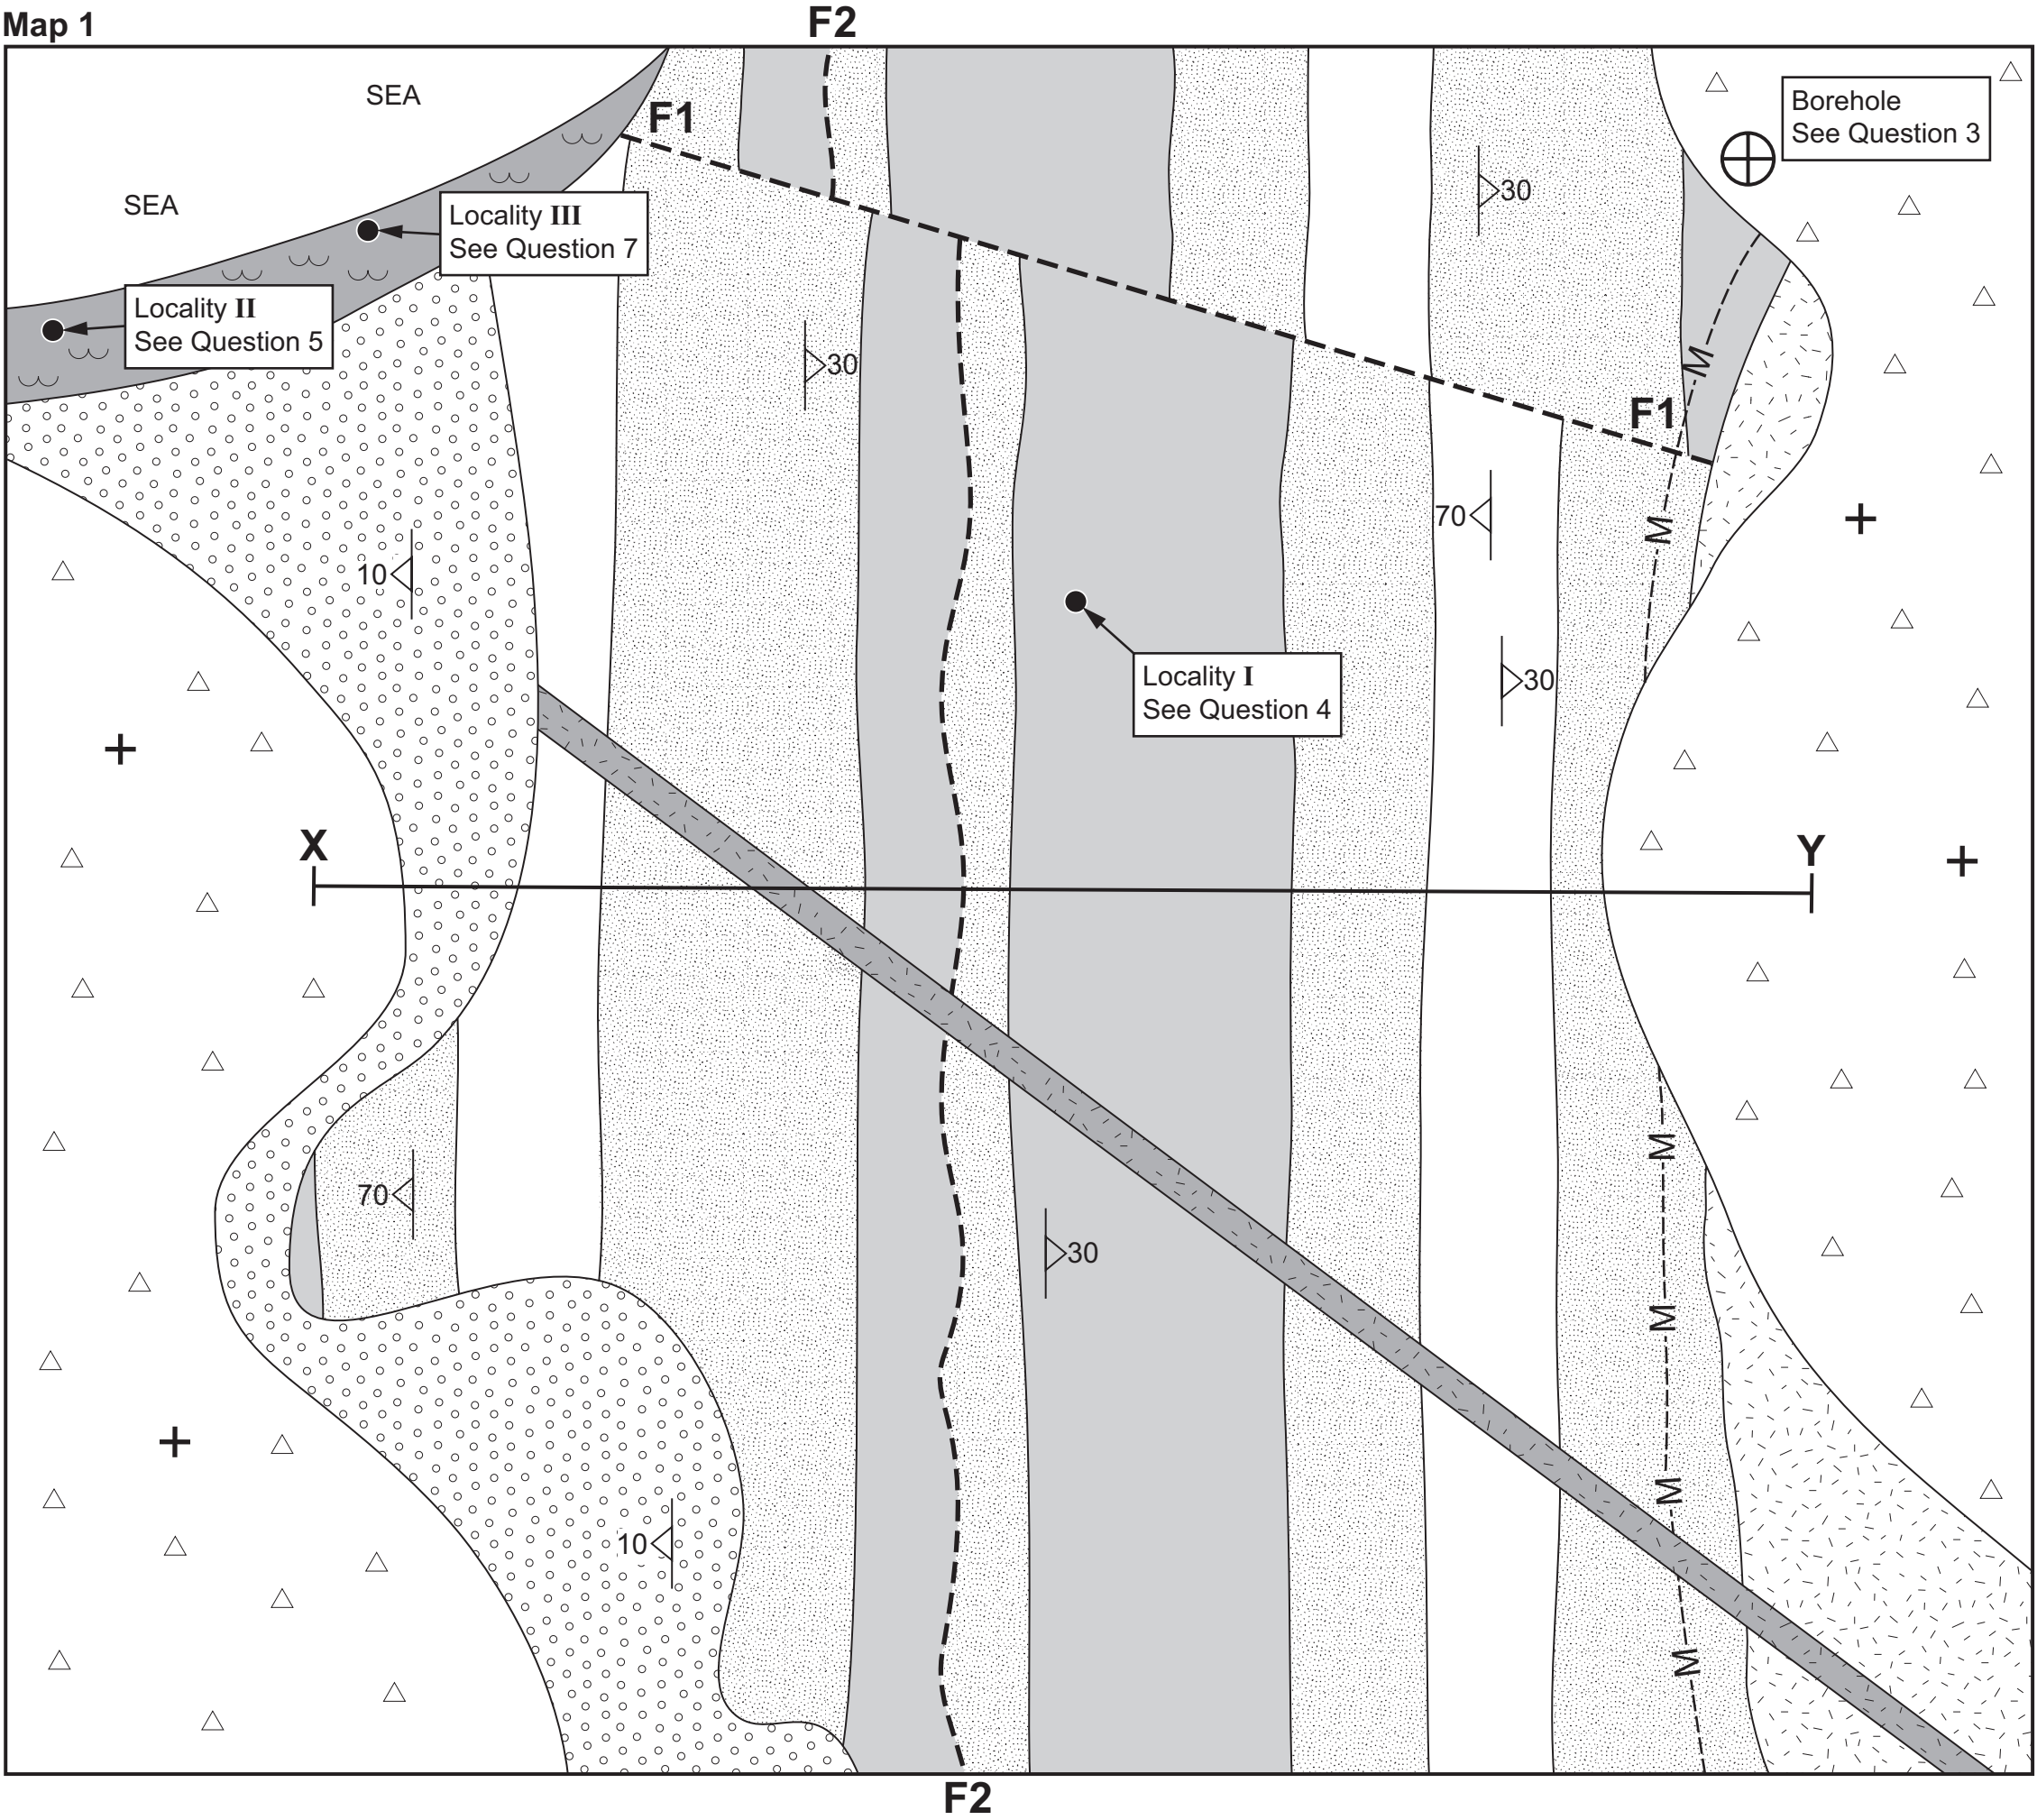 Map 1
F2
SEA
Borehole
See Question 3
F1
30
SEA
Locality III
See Question 7
Locality II
See Question 5
30
M
F1
70
M
10
30
Locality I
See Question 4
X
Y
M
70
30
M
M
10
M
F2